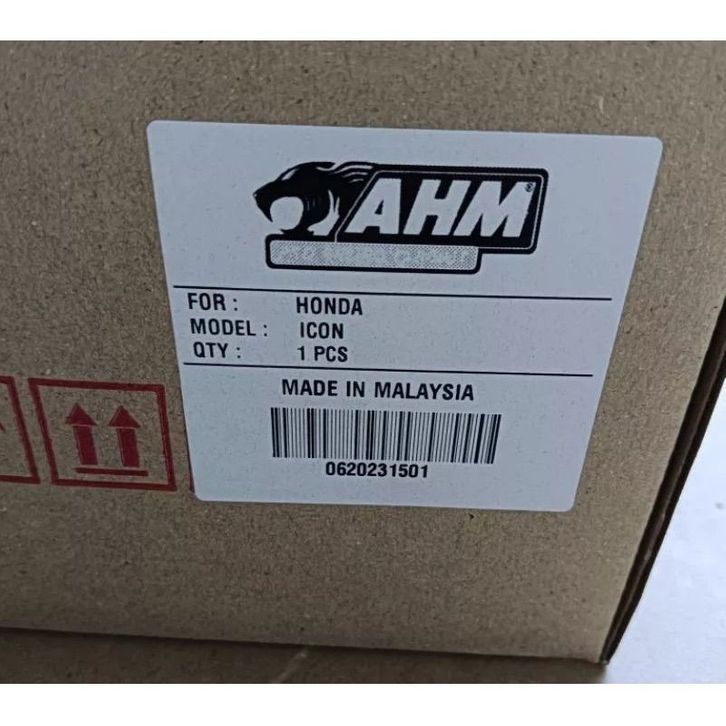 AHM®
FOR : HONDA
MODEL : ICON
QTY : 1 PCS
MADE IN MALAYSIA
0620231501